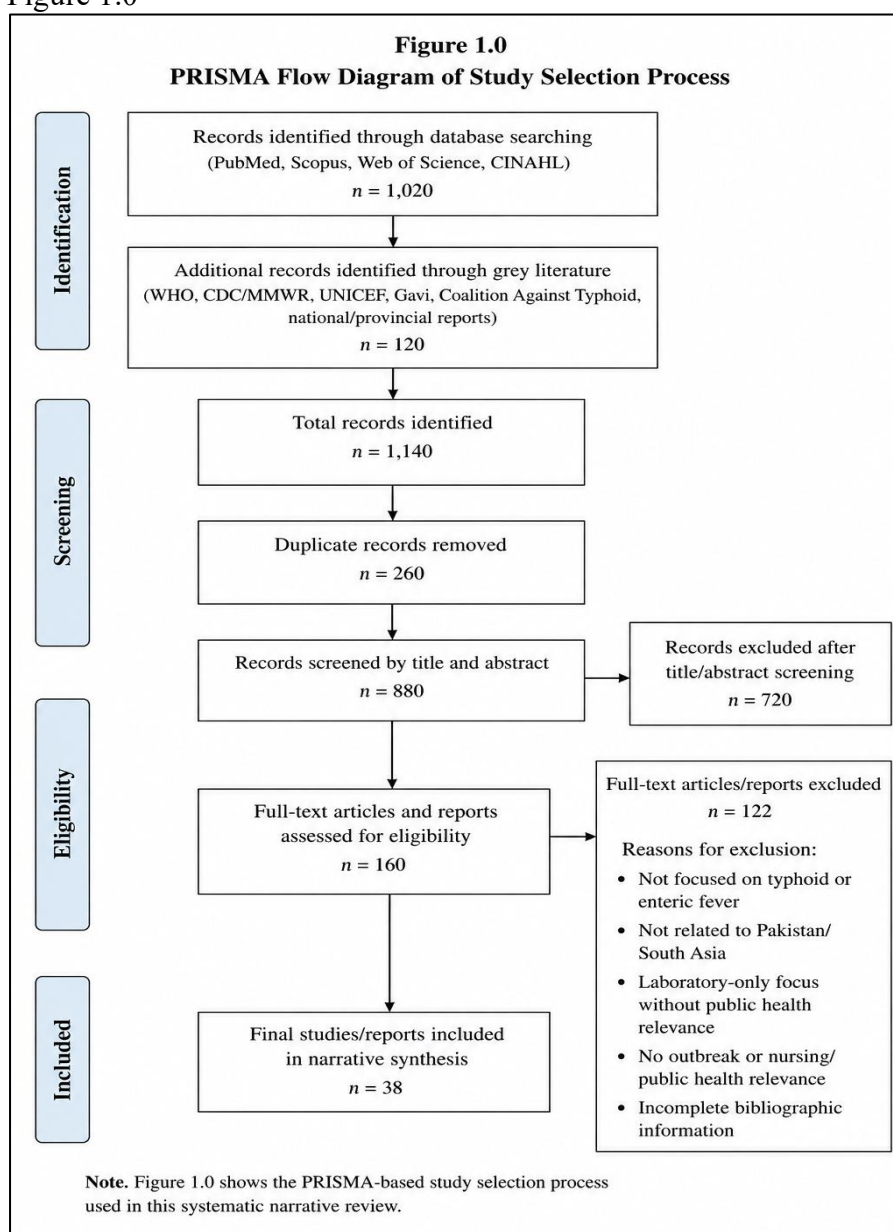 Figure 1.0
Figure 1.0
PRISMA Flow Diagram of Study Selection Process
Identification
Records identified through database searching
(PubMed, Scopus, Web of Science, CINAHL)
n = 1,020
Additional records identified through grey literature
(WHO, CDC/MMWR, UNICEF, Gavi, Coalition Against Typhoid,
national/provincial reports)
n = 120
Screening
Total records identified
n = 1,140
Duplicate records removed
n = 260
Records screened by title and abstract
n = 880
Records excluded after
title/abstract screening
n = 720
Eligibility
Full-text articles and reports
assessed for eligibility
n = 160
Full-text articles/reports excluded
n = 122
Reasons for exclusion:
• Not focused on typhoid or
enteric fever
• Not related to Pakistan/
South Asia
• Laboratory-only focus
without public health
relevance
• No outbreak or nursing/
public health relevance
• Incomplete bibliographic
information
Included
Final studies/reports included
in narrative synthesis
n = 38
Note. Figure 1.0 shows the PRISMA-based study selection process
used in this systematic narrative review.